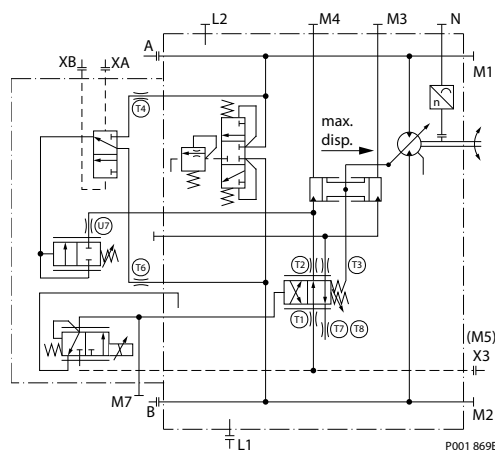 L2 M4 M3 N
A
XB XA
M1
T4
n
max.
disp.
U7
T6
T2 T3
T1 T7 T8
(M5)
X3
M7
B M2
L1
P001 869E